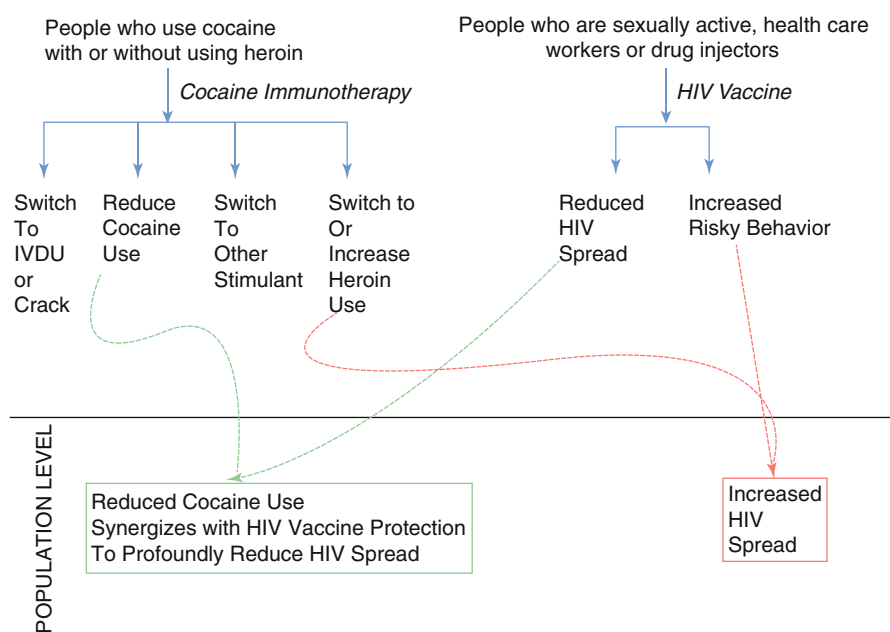 People who use cocaine
with or without using heroin
Cocaine Immunotherapy
Switch
To
IVDU
or
Crack
Reduce
Cocaine
Use
Switch
To
Other
Stimulant
Switch to
Or
Increase
Heroin
Use
People who are sexually active, health care
workers or drug injectors
HIV Vaccine
Reduced
HIV
Spread
Increased
Risky Behavior
POPULATION LEVEL
Reduced Cocaine Use
Synergizes with HIV Vaccine Protection
To Profoundly Reduce HIV Spread
Increased
HIV
Spread